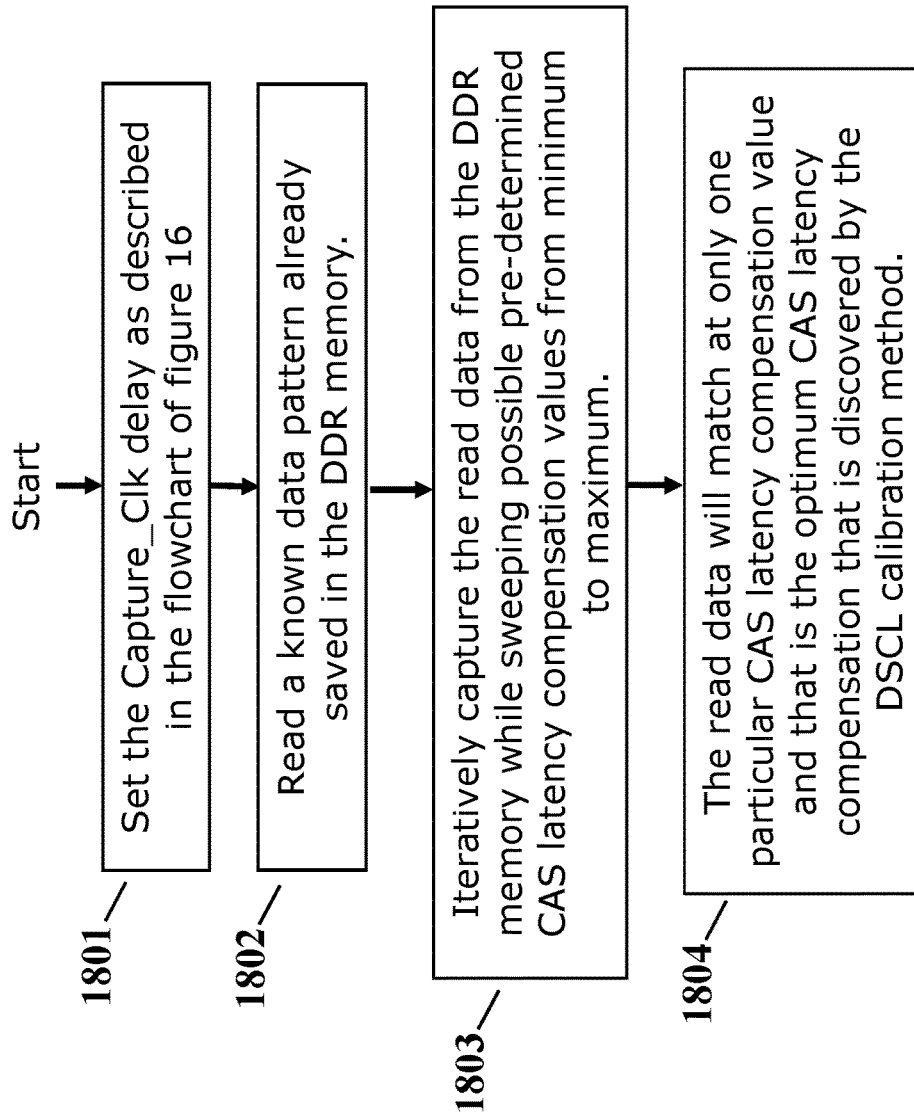 Start
1801
Set the Capture_Clk delay as described
in the flowchart of figure 16
1802
Read a known data pattern already
saved in the DDR memory.
1803
Iteratively capture the read data from the DDR
memory while sweeping possible pre-determined
CAS latency compensation values from minimum
to maximum.
1804
The read data will match at only one
particular CAS latency compensation value
and that is the optimum CAS latency
compensation that is discovered by the
DSCL calibration method.